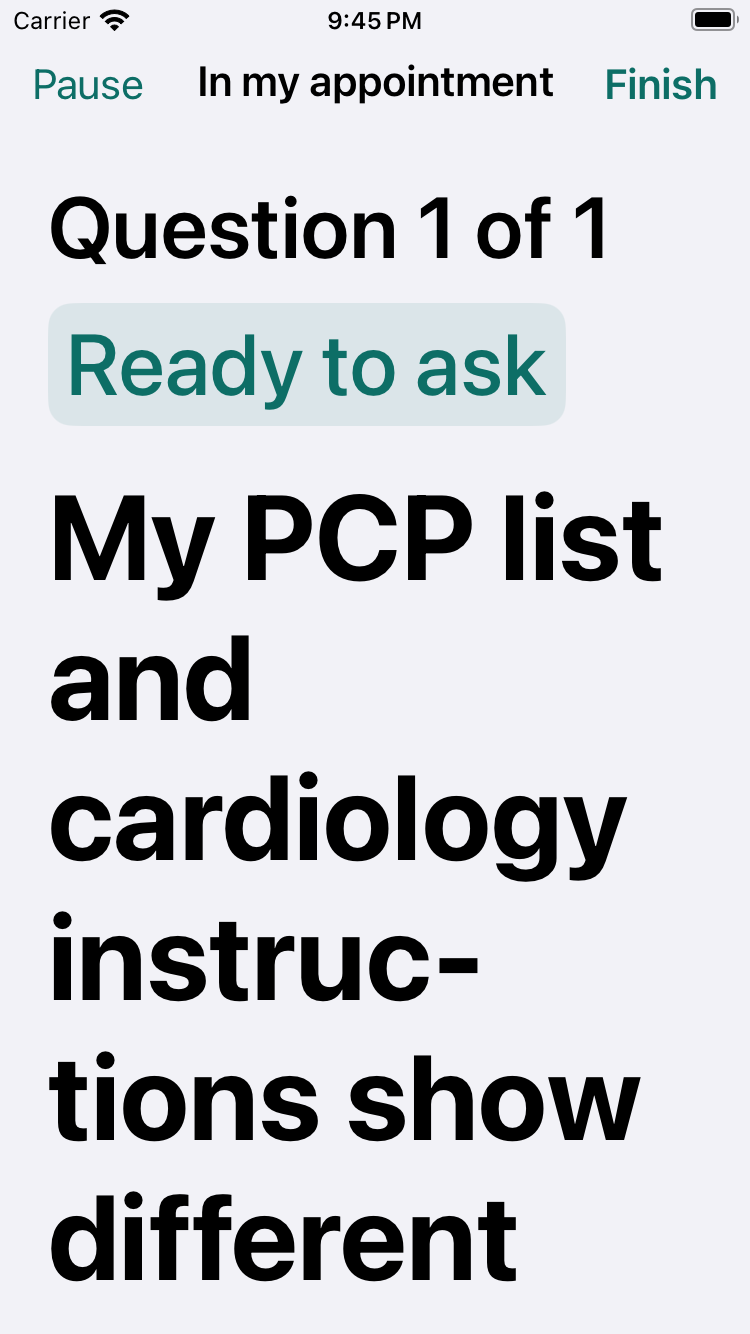 Carrier 9:45 PM
Pause In my appointment Finish
Question 1 of 1
Ready to ask
My PCP list
and
cardiology
instruc-
tions show
different